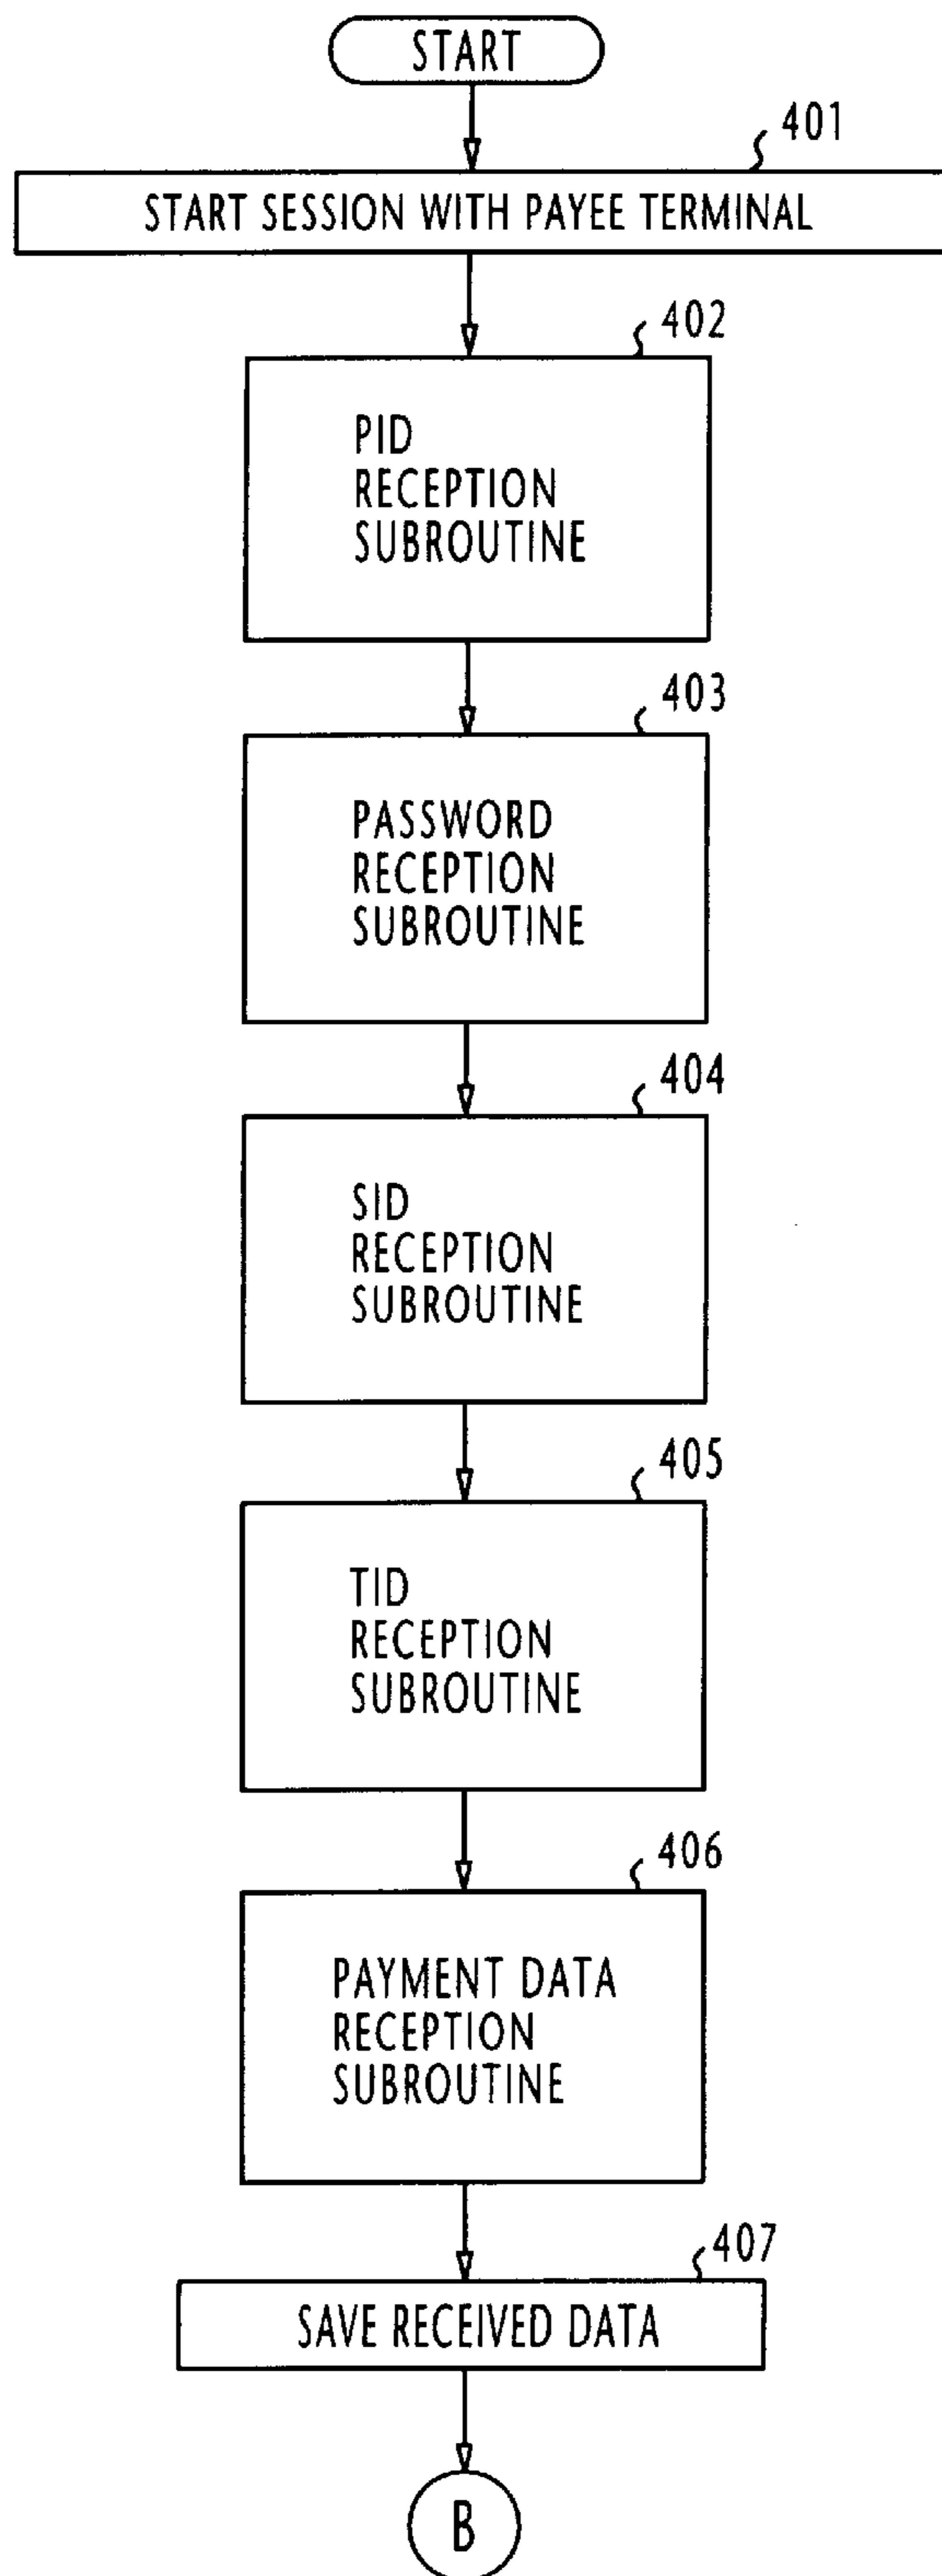 START
401
START SESSION WITH PAYEE TERMINAL
402
PID
RECEPTION
SUBROUTINE
403
PASSWORD
RECEPTION
SUBROUTINE
404
SID
RECEPTION
SUBROUTINE
405
TID
RECEPTION
SUBROUTINE
406
PAYMENT DATA
RECEPTION
SUBROUTINE
407
SAVE RECEIVED DATA
B